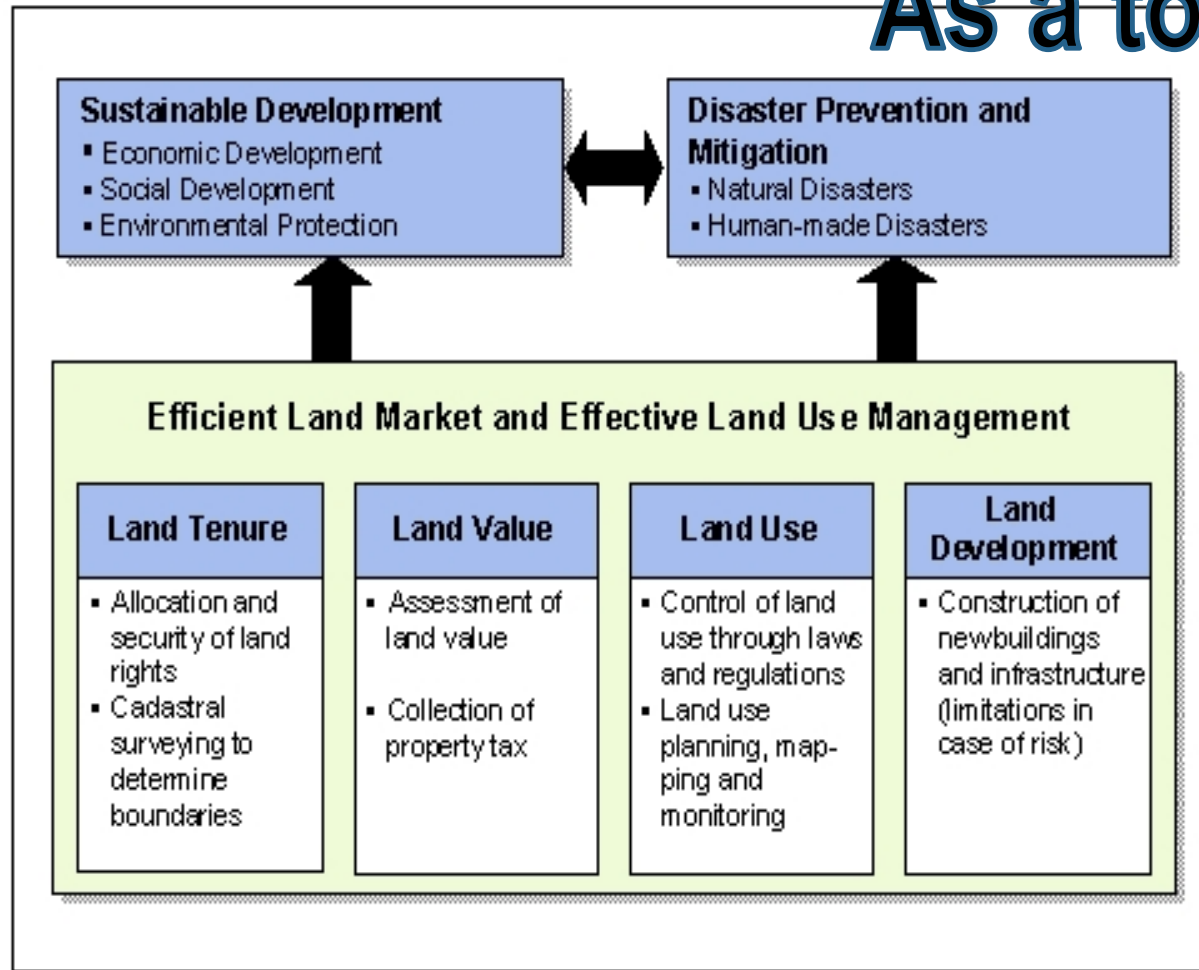 As a to
Sustainable Development
▪ Economic Development
▪ Social Development
▪ Environmental Protection
Disaster Prevention and
Mitigation
▪ Natural Disasters
▪ Human-made Disasters
Efficient Land Market and Effective Land Use Management
Land Tenure
▪ Allocation and
security of land
rights
▪ Cadastral
surveying to
determine
boundaries
Land Value
▪ Assessment of
land value
▪ Collection of
property tax
Land Use
▪ Control of land
use through laws
and regulations
▪ Land use
planning, map-
ping and
monitoring
Land
Development
▪ Construction of
newbuildings
and infrastructure
(limitations in
case of risk)